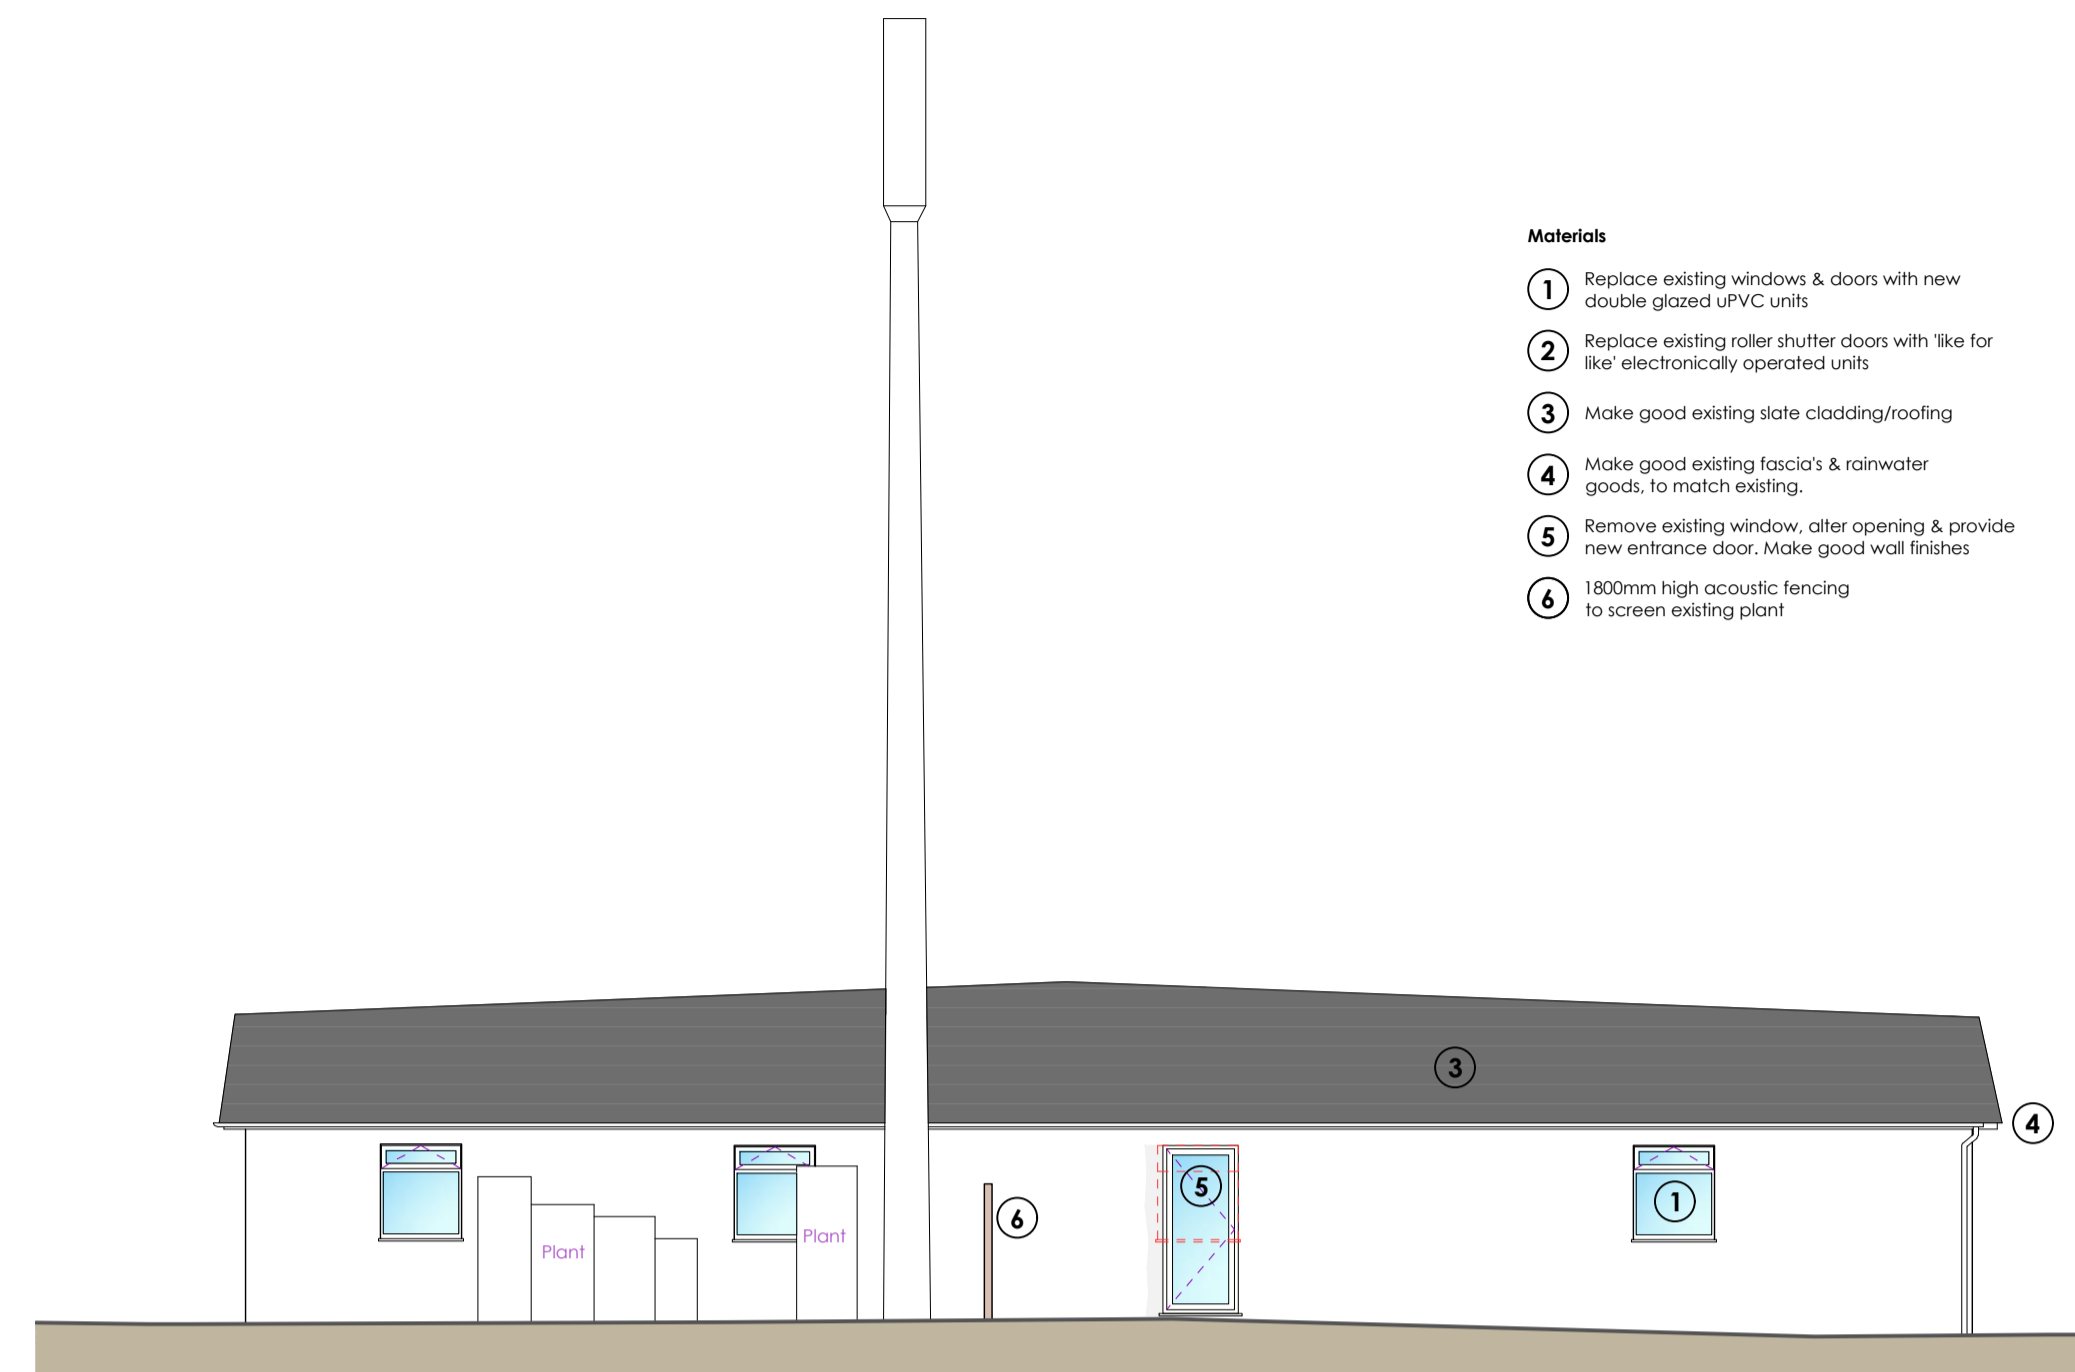 Materials
1 Replace existing windows & doors with new
double glazed uPVC units
2 Replace existing roller shutter doors with 'like for
like' electronically operated units
3 Make good existing slate cladding/roofing
4 Make good existing fascia's & rainwater
goods, to match existing.
5 Remove existing window, alter opening & provide
new entrance door. Make good wall finishes
6 1800mm high acoustic fencing
to screen existing plant
3
4
5
1
6
Plant
Plant